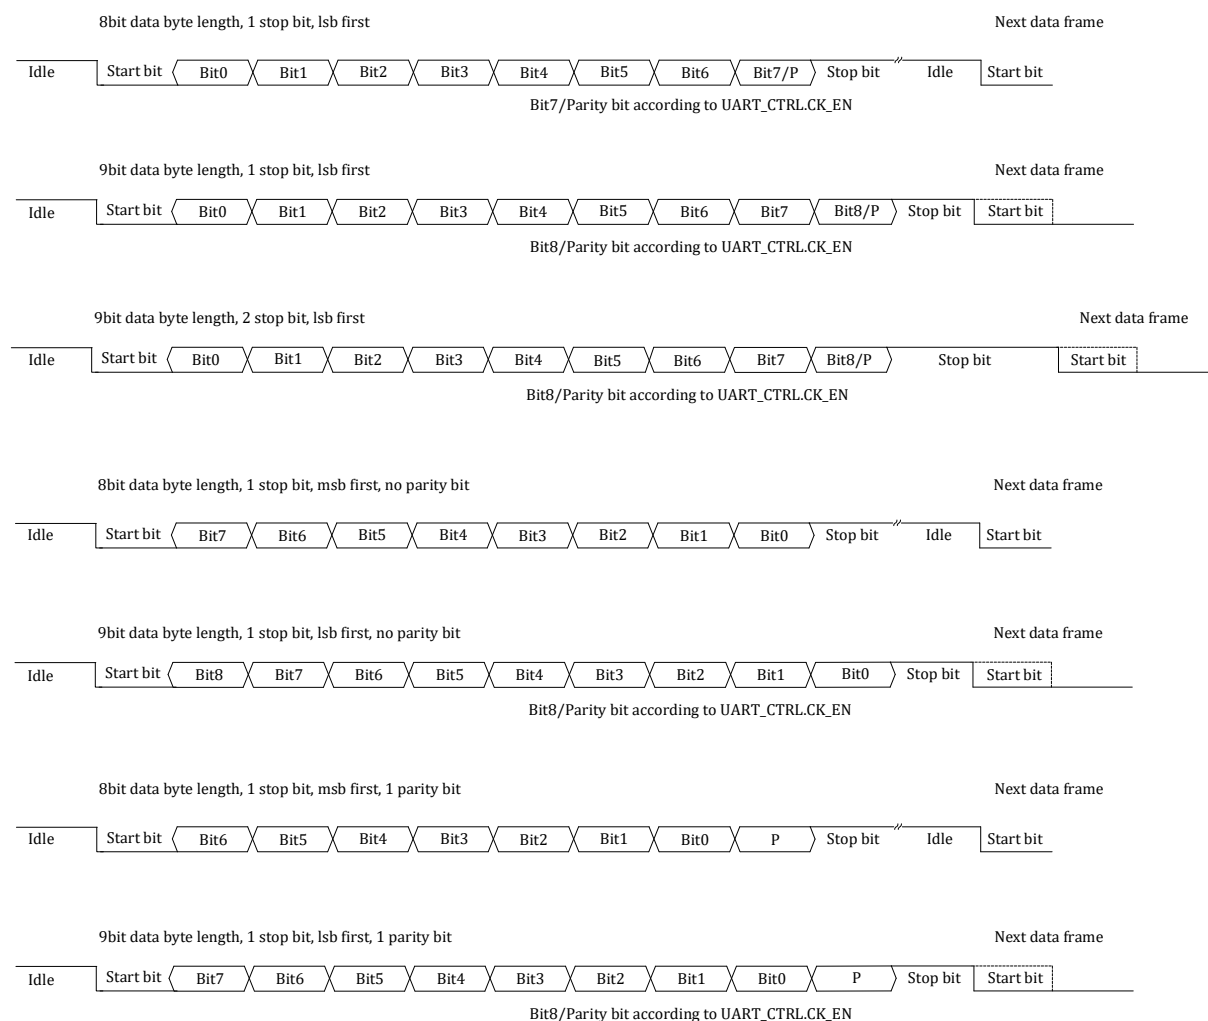 8bit data byte length, 1 stop bit, lsb first Next data frame
Idle Start bit Bit0 Bit1 Bit2 Bit3 Bit4 Bit5 Bit6 Bit7/P Stop bit Idle Start bit
Bit7/Parity bit according to UART_CTRL.CK_EN
9bit data byte length, 1 stop bit, lsb first Next data frame
Idle Start bit Bit0 Bit1 Bit2 Bit3 Bit4 Bit5 Bit6 Bit7 Bit8/P Stop bit Start bit
Bit8/Parity bit according to UART_CTRL.CK_EN
9bit data byte length, 2 stop bit, lsb first Next data frame
Idle Start bit Bit0 Bit1 Bit2 Bit3 Bit4 Bit5 Bit6 Bit7 Bit8/P Stop bit Start bit
Bit8/Parity bit according to UART_CTRL.CK_EN
8bit data byte length, 1 stop bit, msb first, no parity bit Next data frame
Idle Start bit Bit7 Bit6 Bit5 Bit4 Bit3 Bit2 Bit1 Bit0 Stop bit Idle Start bit
9bit data byte length, 1 stop bit, lsb first, no parity bit Next data frame
Idle Start bit Bit8 Bit7 Bit6 Bit5 Bit4 Bit3 Bit2 Bit1 Bit0 Stop bit Start bit
Bit8/Parity bit according to UART_CTRL.CK_EN
8bit data byte length, 1 stop bit, msb first, 1 parity bit Next data frame
Idle Start bit Bit6 Bit5 Bit4 Bit3 Bit2 Bit1 Bit0 P Stop bit Idle Start bit
9bit data byte length, 1 stop bit, lsb first, 1 parity bit Next data frame
Idle Start bit Bit7 Bit6 Bit5 Bit4 Bit3 Bit2 Bit1 Bit0 P Stop bit Start bit
Bit8/Parity bit according to UART_CTRL.CK_EN